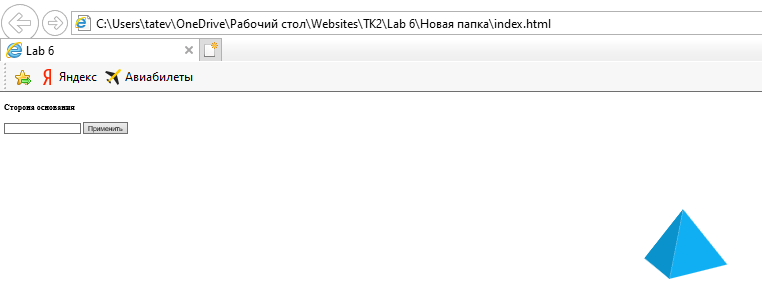 C:\Users\tatev\OneDrive\Рабочий стол\Websites\TK2\Lab 6\Новая папка\index.html
Lab 6
Яндекс Авиабилеты
Сторона основания
Применить